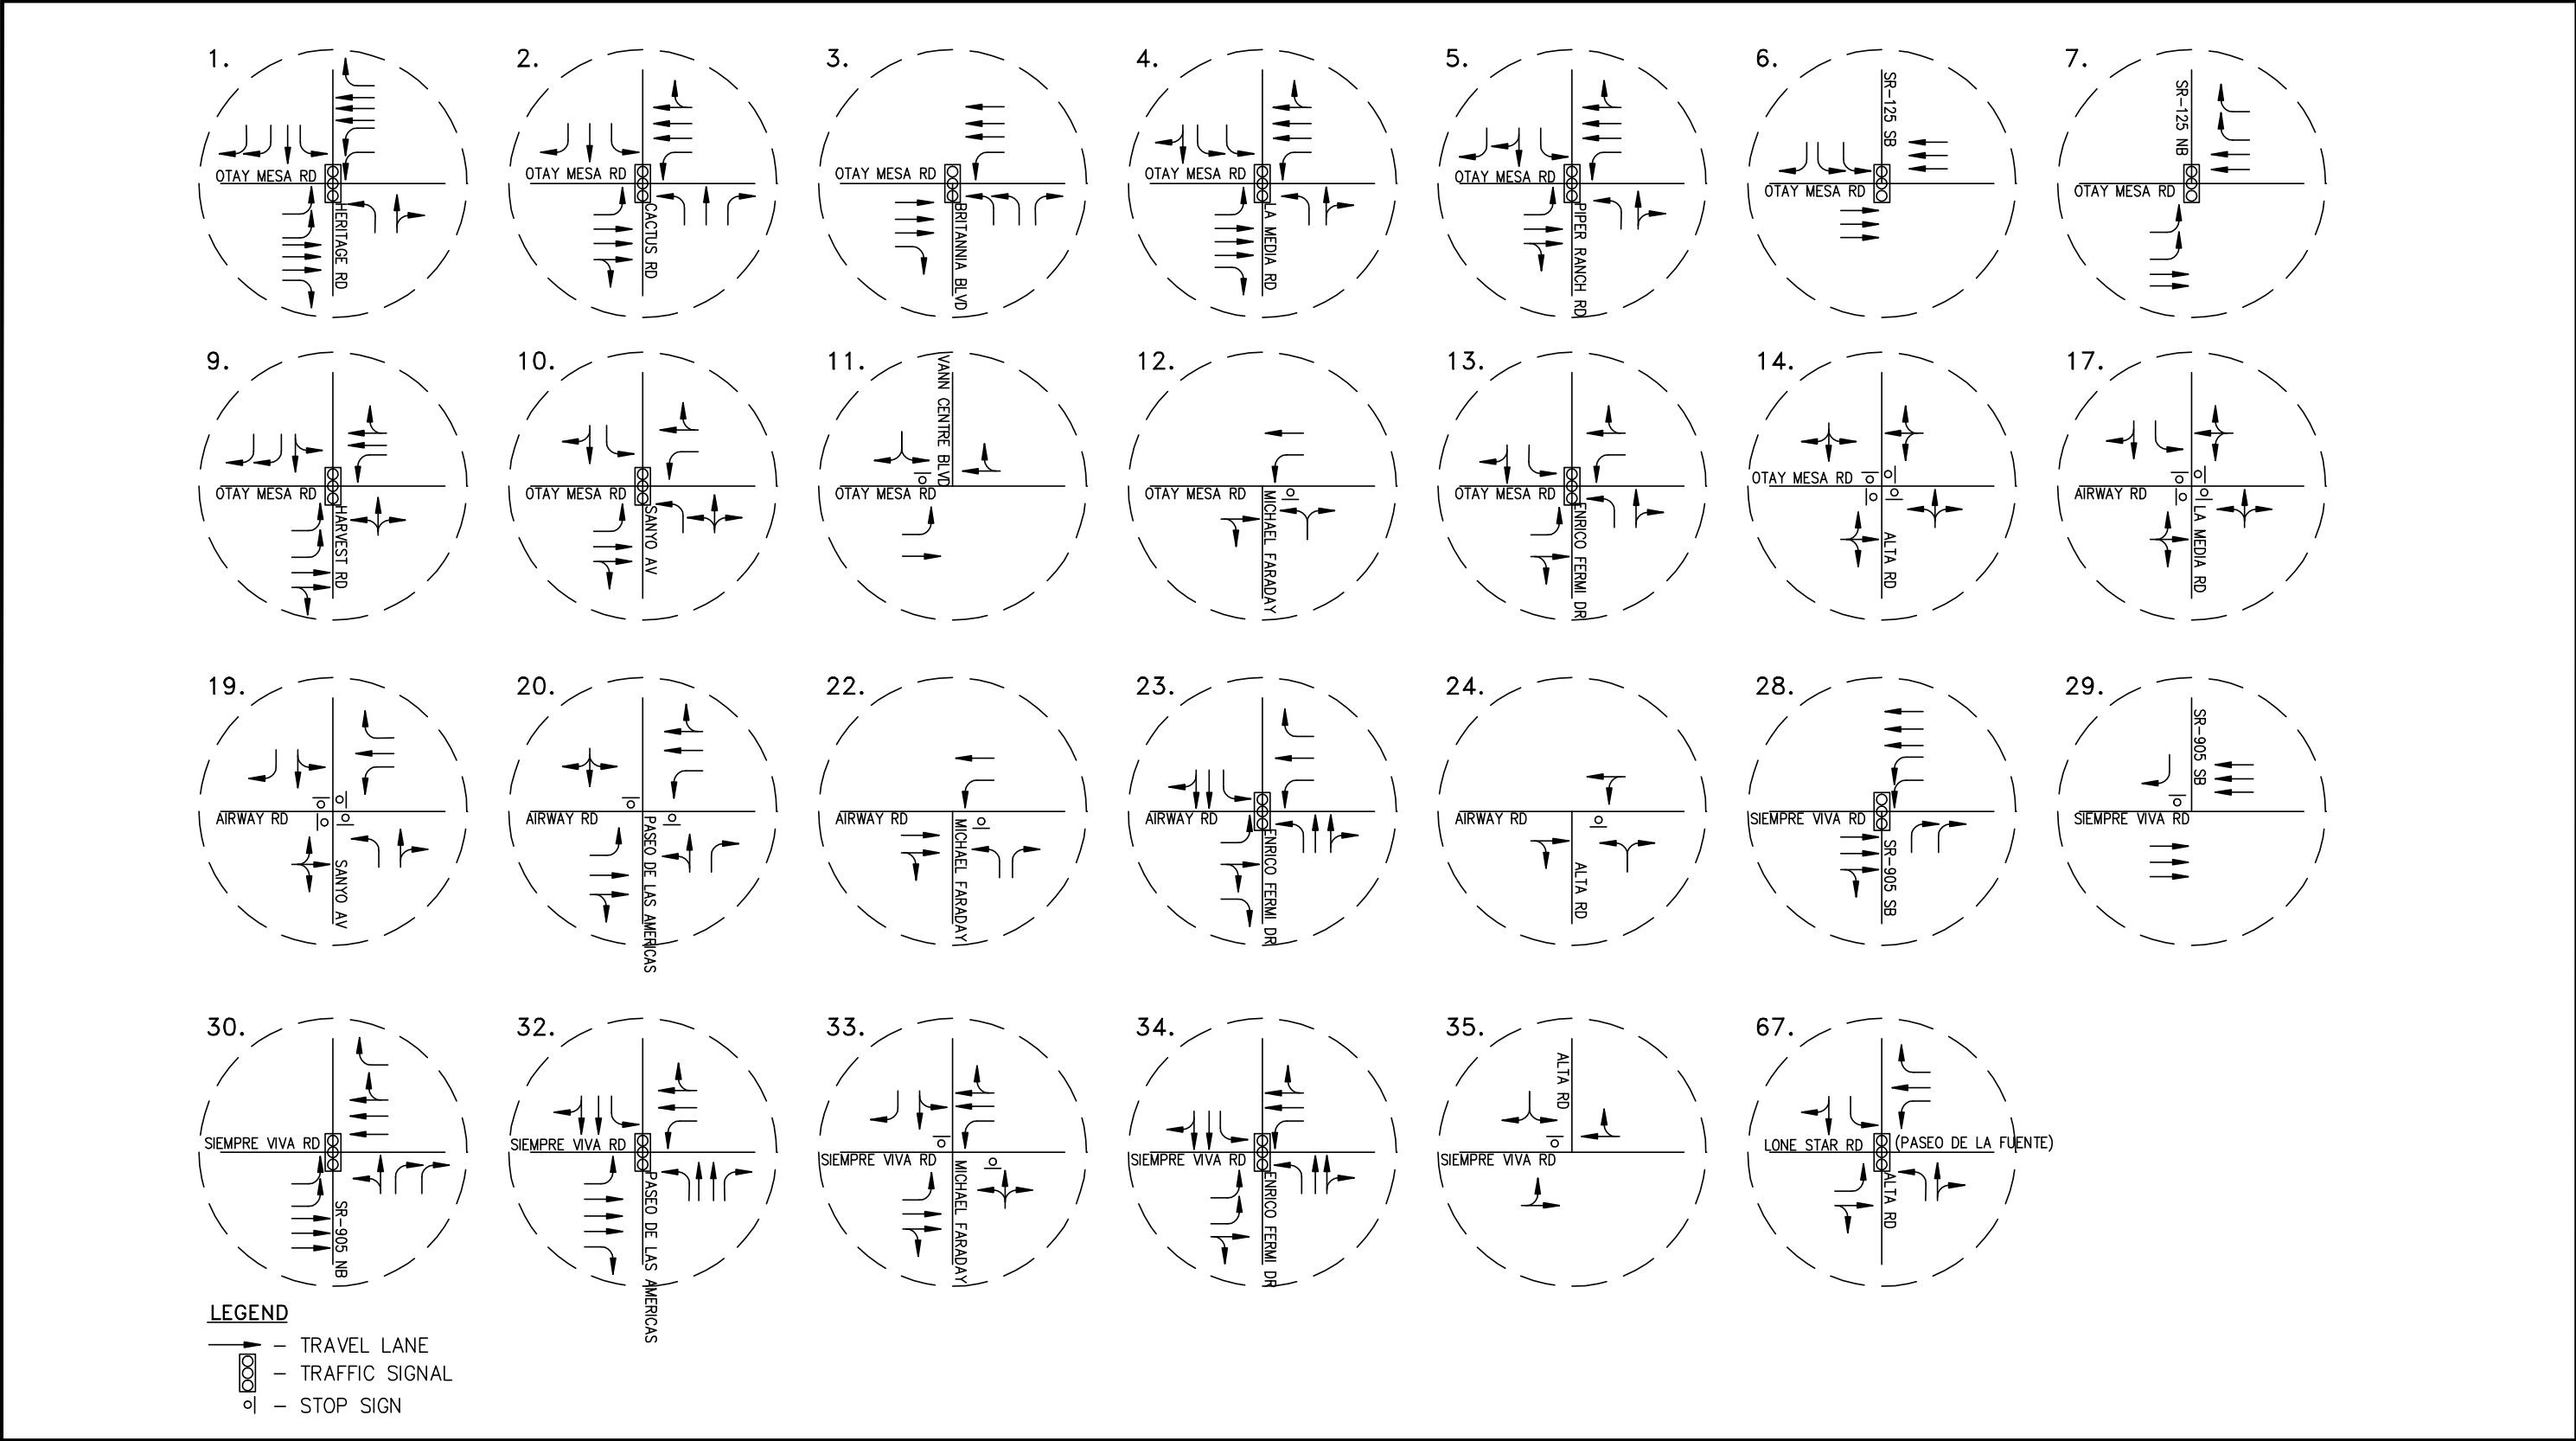 1.
OTAY MESA RD
HERITAGE RD
2.
OTAY MESA RD
CACTUS RD
3.
OTAY MESA RD
BRITANNIA BLVD
4.
OTAY MESA RD
LA MEDIA RD
5.
OTAY MESA RD
PIPER RANCH RD
6.
SR-125 SB
OTAY MESA RD
7.
SR-125 NB
OTAY MESA RD
9.
OTAY MESA RD
HARVEST RD
10.
OTAY MESA RD
SANYO AV
11.
VANN CENTRE BLVD
OTAY MESA RD
12.
OTAY MESA RD
MICHAEL FARADAY
13.
OTAY MESA RD
ENRICO FERMI DR
14.
OTAY MESA RD
ALTA RD
17.
AIRWAY RD
LA MEDIA RD
19.
AIRWAY RD
SANYO AV
20.
AIRWAY RD
PASEO DE LAS AMERICAS
22.
AIRWAY RD
MICHAEL FARADAY
23.
AIRWAY RD
ENRICO FERMI DR
24.
AIRWAY RD
ALTA RD
28.
SIEMPRE VIVA RD
SR-905 SB
29.
SR-905 SB
SIEMPRE VIVA RD
30.
SIEMPRE VIVA RD
SR-905 NB
32.
SIEMPRE VIVA RD
PASEO DE LAS AMERICAS
33.
SIEMPRE VIVA RD
MICHAEL FARADAY
34.
SIEMPRE VIVA RD
ENRICO FERMI DR
35.
ALTA RD
SIEMPRE VIVA RD
67.
LONE STAR RD
(PASEO DE LA FUENTE)
ALTA RD
LEGEND
– TRAVEL LANE
– TRAFFIC SIGNAL
– STOP SIGN